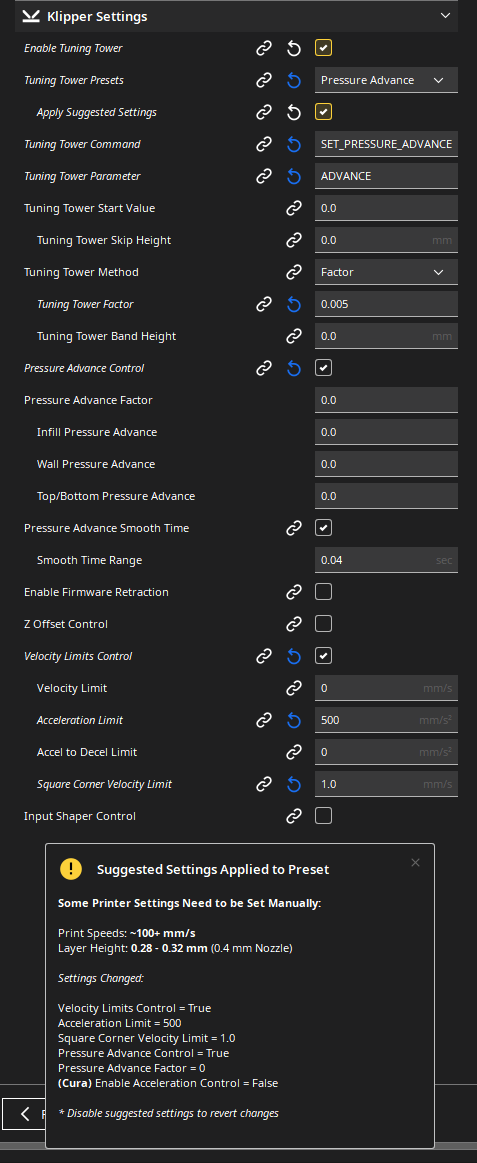 Klipper Settings
Enable Tuning Tower
Tuning Tower Presets Pressure Advance
Apply Suggested Settings
Tuning Tower Command SET_PRESSURE_ADVANCE
Tuning Tower Parameter ADVANCE
Tuning Tower Start Value 0.0
Tuning Tower Skip Height 0.0 mm
Tuning Tower Method Factor
Tuning Tower Factor 0.005
Tuning Tower Band Height 0.0 mm
Pressure Advance Control
Pressure Advance Factor 0.0
Infill Pressure Advance 0.0
Wall Pressure Advance 0.0
Top/Bottom Pressure Advance 0.0
Pressure Advance Smooth Time
Smooth Time Range 0.04 sec
Enable Firmware Retraction
Z Offset Control
Velocity Limits Control
Velocity Limit 0 mm/s
Acceleration Limit 500 mm/s²
Accel to Decel Limit 0 mm/s²
Square Corner Velocity Limit 1.0 mm/s
Input Shaper Control
Suggested Settings Applied to Preset
Some Printer Settings Need to be Set Manually:
Print Speeds: ~100+ mm/s
Layer Height: 0.28 - 0.32 mm (0.4 mm Nozzle)
Settings Changed:
Velocity Limits Control = True
Acceleration Limit = 500
Square Corner Velocity Limit = 1.0
Pressure Advance Control = True
Pressure Advance Factor = 0
(Cura) Enable Acceleration Control = False
* Disable suggested settings to revert changes